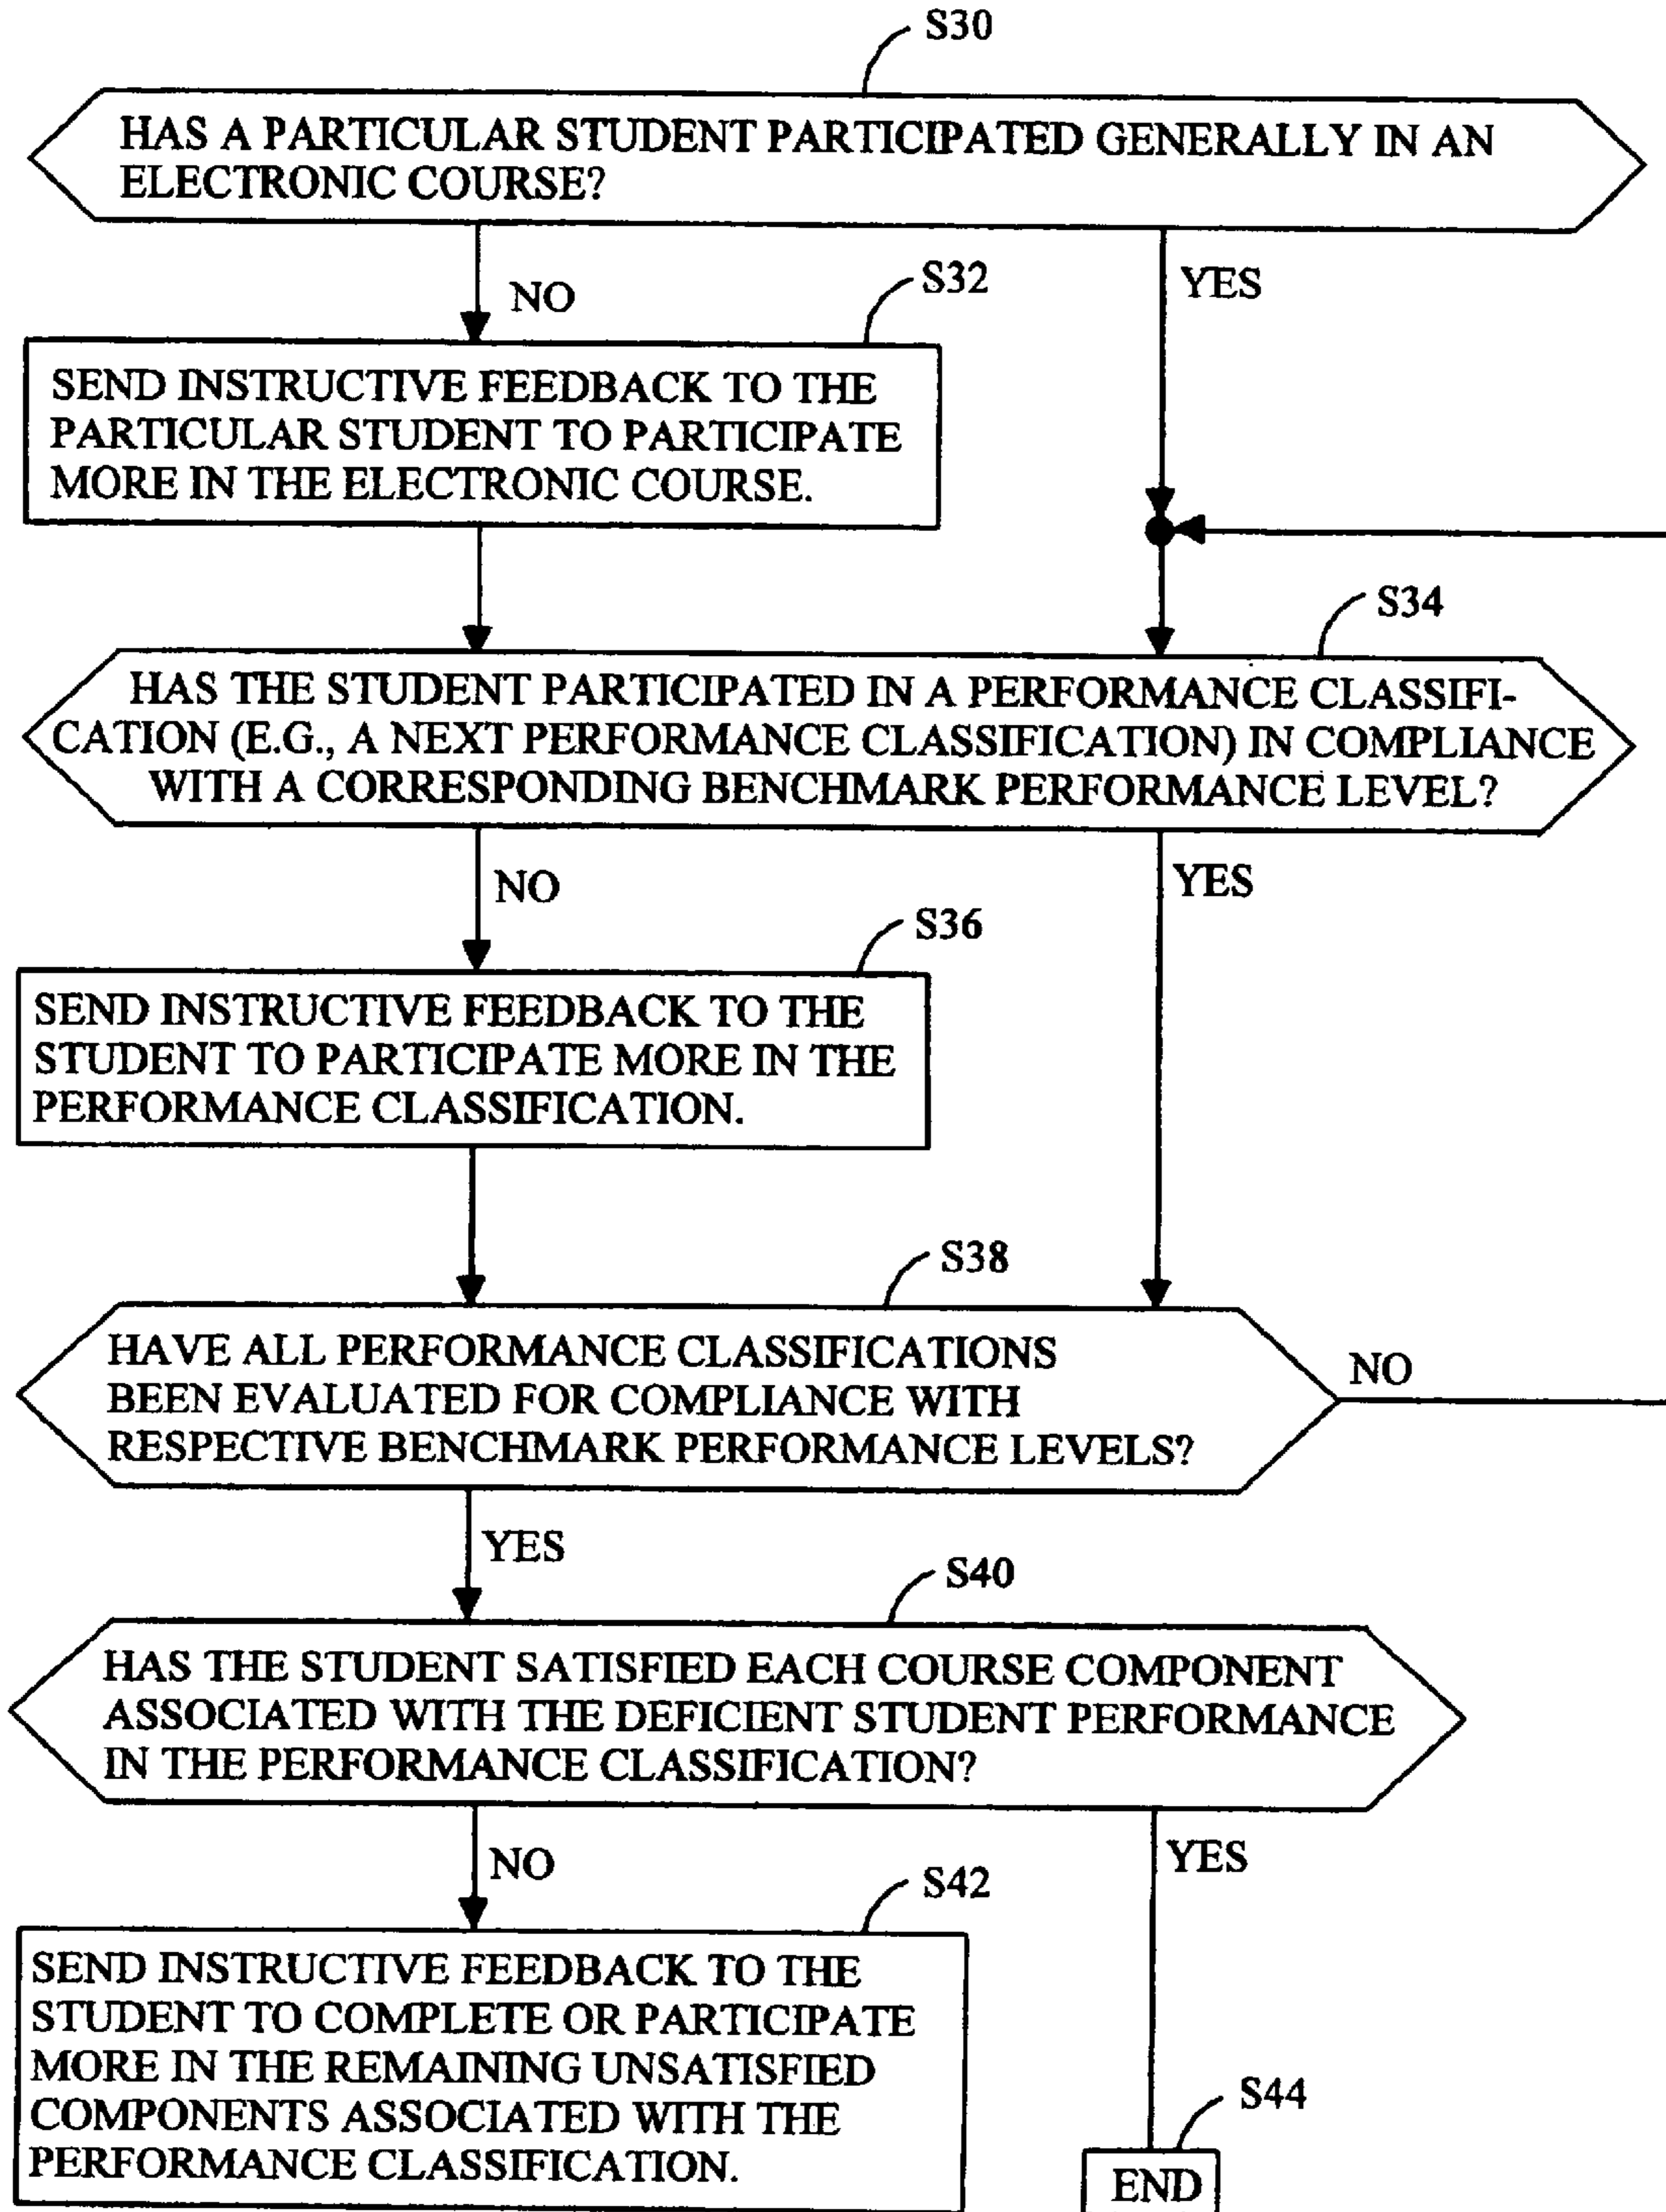 S30
HAS A PARTICULAR STUDENT PARTICIPATED GENERALLY IN AN
ELECTRONIC COURSE?
NO
YES
S32
SEND INSTRUCTIVE FEEDBACK TO THE
PARTICULAR STUDENT TO PARTICIPATE
MORE IN THE ELECTRONIC COURSE.
S34
HAS THE STUDENT PARTICIPATED IN A PERFORMANCE CLASSIFI-
CATION (E.G., A NEXT PERFORMANCE CLASSIFICATION) IN COMPLIANCE
WITH A CORRESPONDING BENCHMARK PERFORMANCE LEVEL?
NO
YES
S36
SEND INSTRUCTIVE FEEDBACK TO THE
STUDENT TO PARTICIPATE MORE IN THE
PERFORMANCE CLASSIFICATION.
S38
HAVE ALL PERFORMANCE CLASSIFICATIONS
BEEN EVALUATED FOR COMPLIANCE WITH
RESPECTIVE BENCHMARK PERFORMANCE LEVELS?
NO
YES
S40
HAS THE STUDENT SATISFIED EACH COURSE COMPONENT
ASSOCIATED WITH THE DEFICIENT STUDENT PERFORMANCE
IN THE PERFORMANCE CLASSIFICATION?
NO
YES
S42
SEND INSTRUCTIVE FEEDBACK TO THE
STUDENT TO COMPLETE OR PARTICIPATE
MORE IN THE REMAINING UNSATISFIED
COMPONENTS ASSOCIATED WITH THE
PERFORMANCE CLASSIFICATION.
S44
END